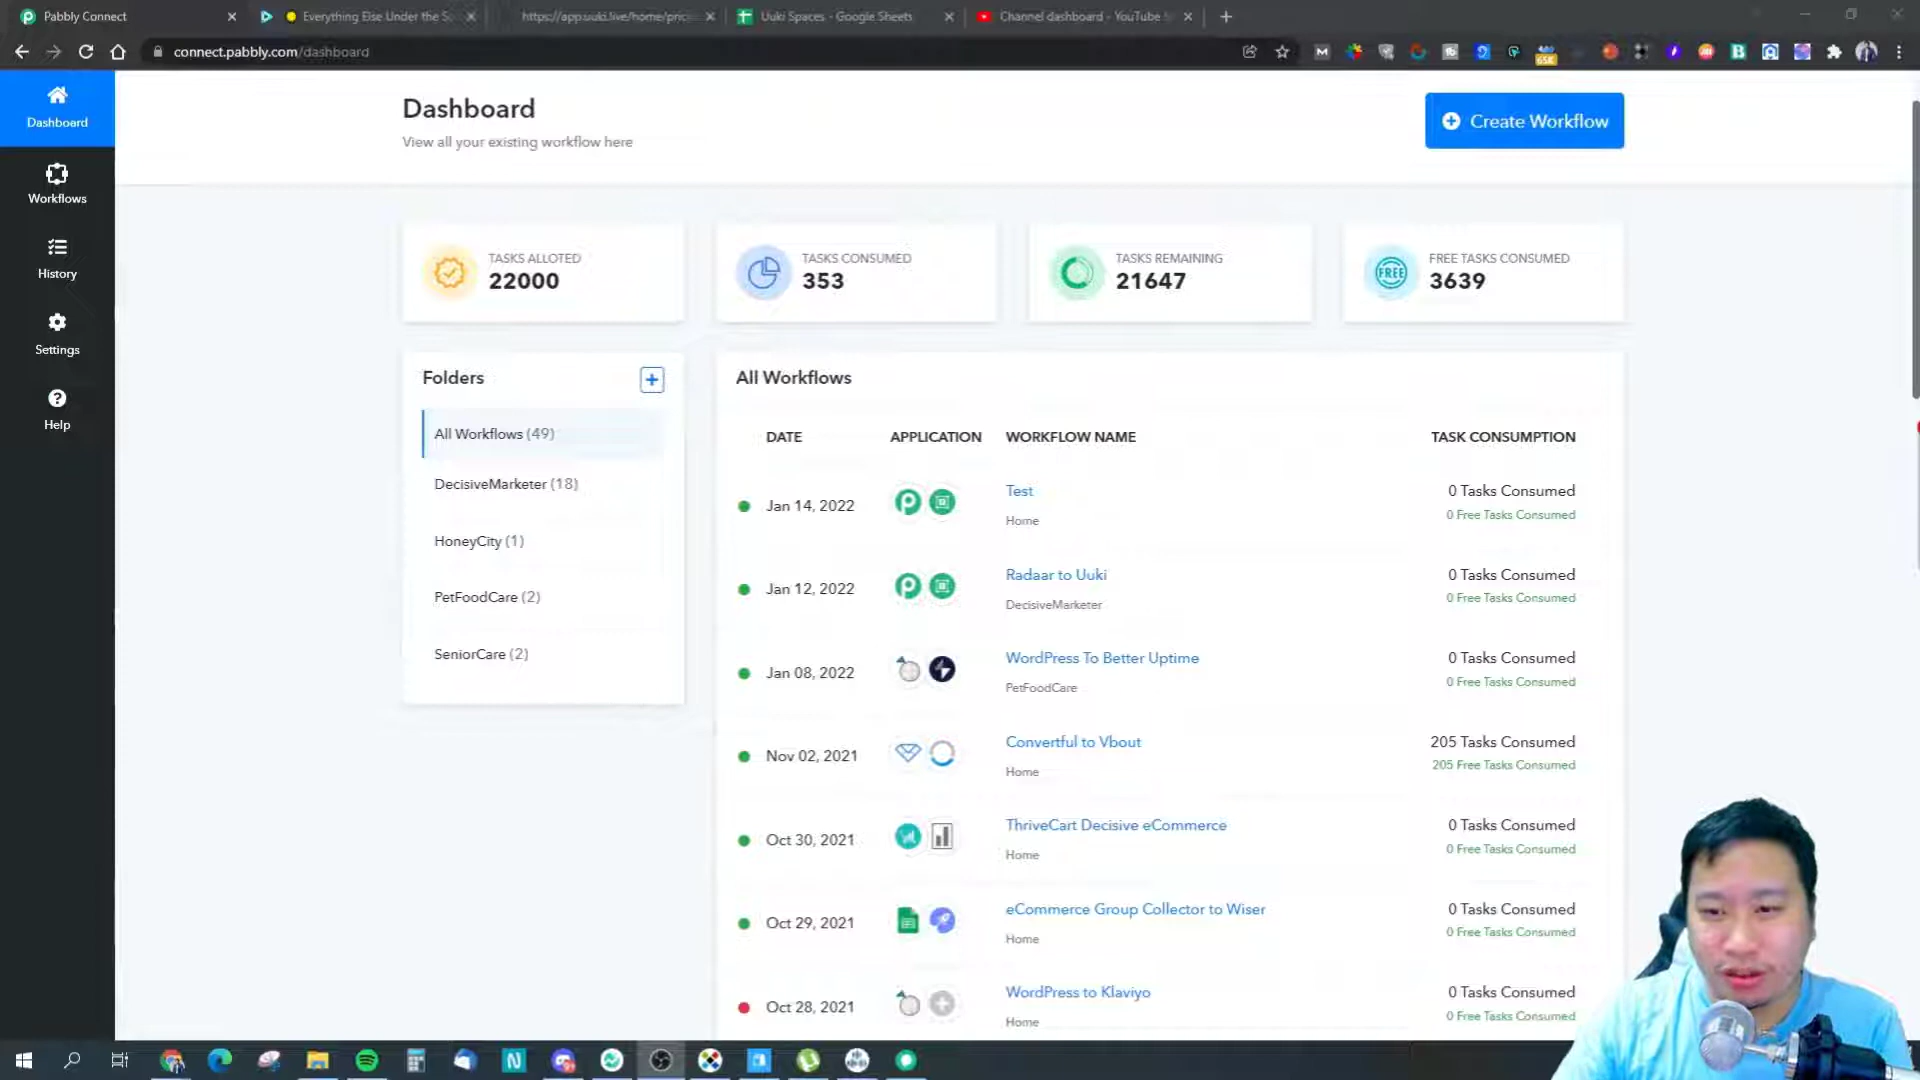 Pabbly Connect
Everything Else Under the S
https://app.uuki.live/home/pric
Uuki Spaces - Google Sheets
Channel dashboard - YouTube S
connect.pabbly.com/dashboard
65K
Dashboard
Workflows
History
Settings
Help
Dashboard
View all your existing workflow here
Create Workflow
TASKS ALLOTED
22000
TASKS CONSUMED
353
TASKS REMAINING
21647
FREE
FREE TASKS CONSUMED
3639
Folders
All Workflows (49)
DecisiveMarketer (18)
HoneyCity (1)
PetFoodCare (2)
SeniorCare (2)
All Workflows
DATE APPLICATION WORKFLOW NAME TASK CONSUMPTION
Jan 14, 2022 Test 0 Tasks Consumed
Home 0 Free Tasks Consumed
Jan 12, 2022 Radaar to Uuki 0 Tasks Consumed
DecisiveMarketer 0 Free Tasks Consumed
Jan 08, 2022 WordPress To Better Uptime 0 Tasks Consumed
PetFoodCare 0 Free Tasks Consumed
Nov 02, 2021 Convertful to Vbout 205 Tasks Consumed
Home 205 Free Tasks Consumed
Oct 30, 2021 ThriveCart Decisive eCommerce 0 Tasks Consumed
Home 0 Free Tasks Consumed
Oct 29, 2021 eCommerce Group Collector to Wiser 0 Tasks Consumed
Home 0 Free Tasks Consumed
Oct 28, 2021 WordPress to Klaviyo 0 Tasks Consumed
Home 0 Free Tasks Consumed